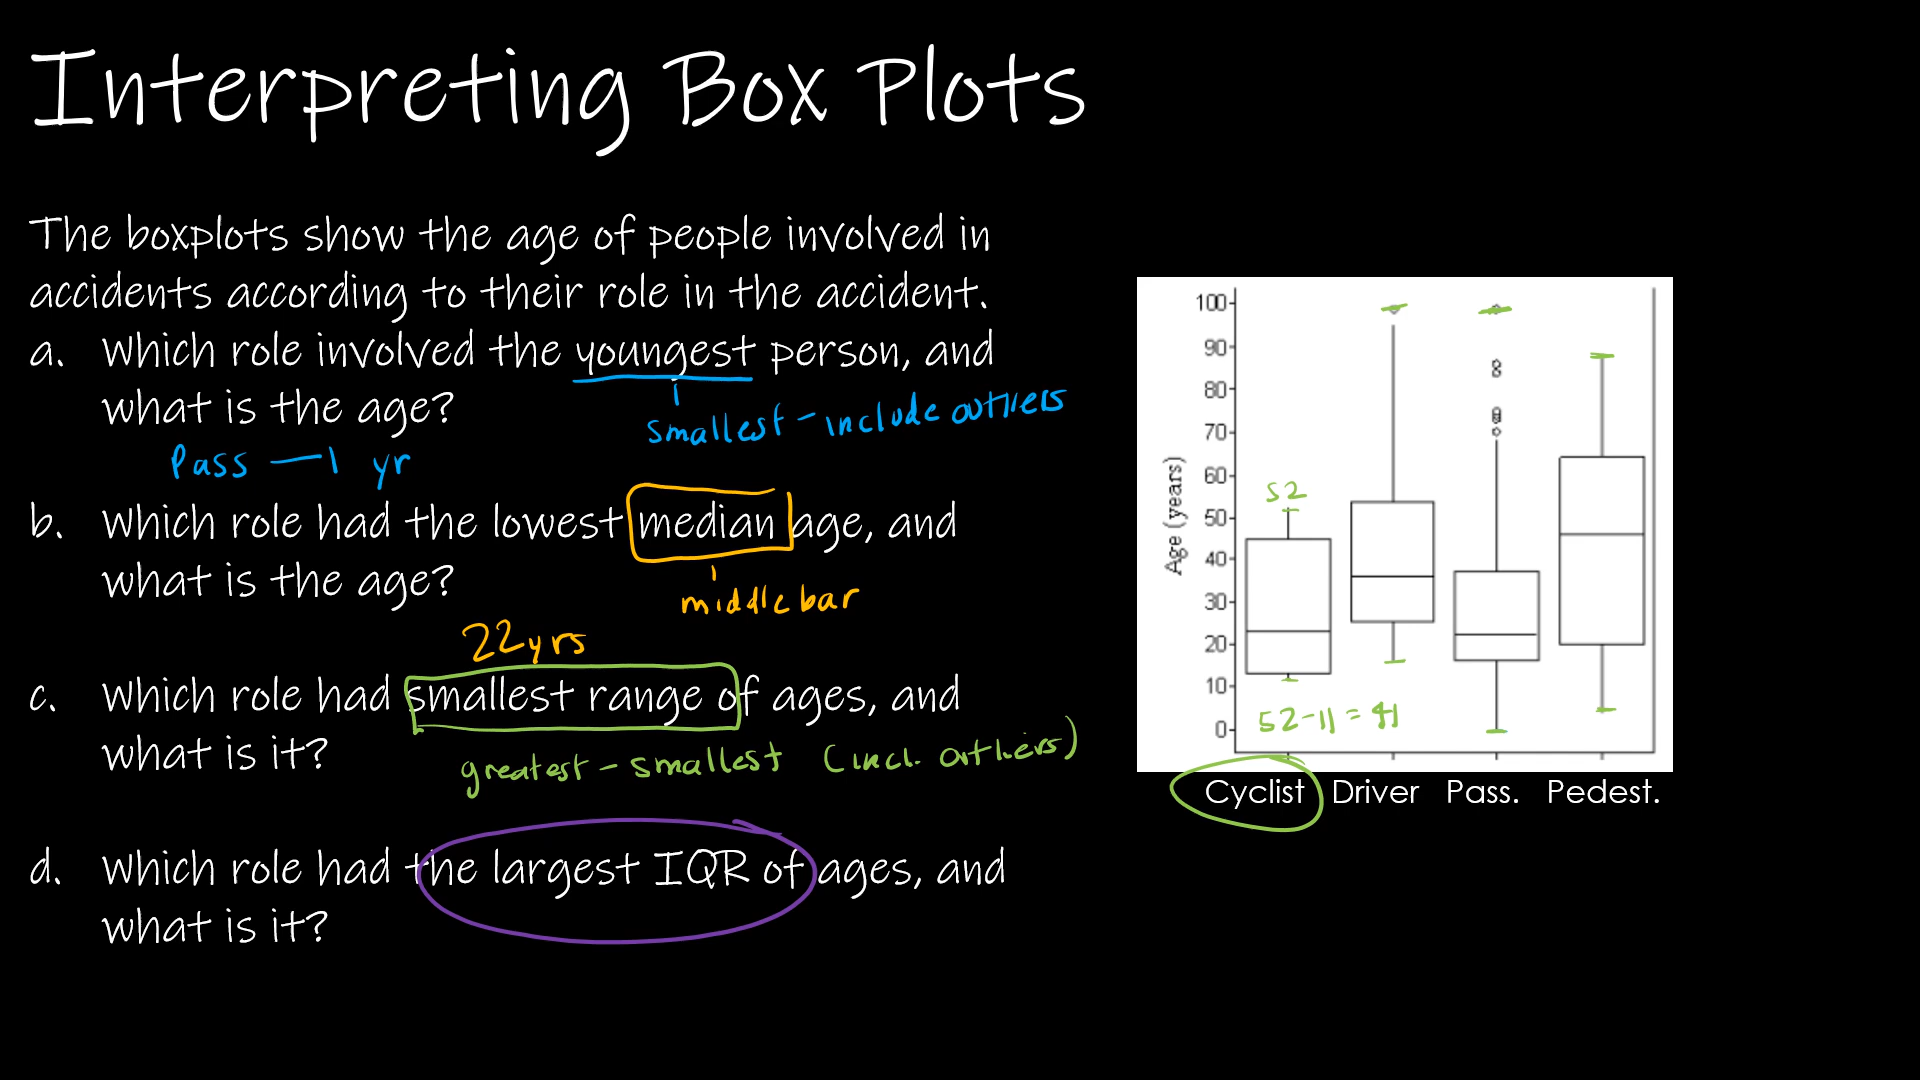 Interpreting Box Plots
The boxplots show the age of people involved in
accidents according to their role in the accident.
a. Which role involved the youngest person, and
what is the age?
smallest - include outliers
Pass — 1 yr
b. Which role had the lowest median age, and
what is the age?
middle bar
22 yrs
c. Which role had smallest range of ages, and
what is it?
greatest - smallest (incl. outliers)
d. Which role had the largest IQR of ages, and
what is it?
Age (years)
100
90
80
70
60
50
40
30
20
10
0
52
52-11 = 41
Cyclist Driver Pass. Pedest.